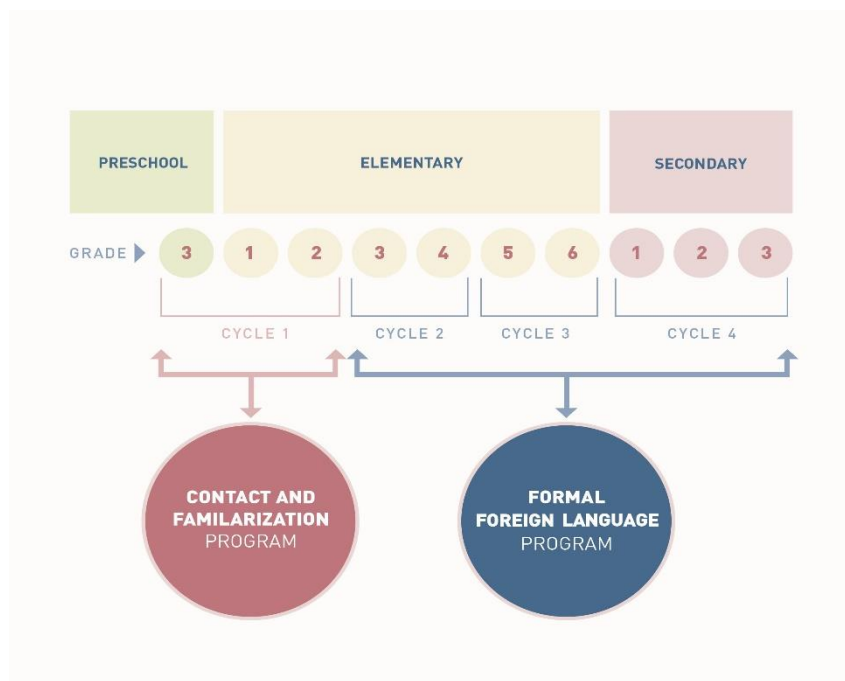 PRESCHOOL ELEMENTARY SECONDARY
GRADE 3 1 2 3 4 5 6 1 2 3
CYCLE 1 CYCLE 2 CYCLE 3 CYCLE 4
CONTACT AND
FAMILARIZATION
PROGRAM
FORMAL
FOREIGN LANGUAGE
PROGRAM